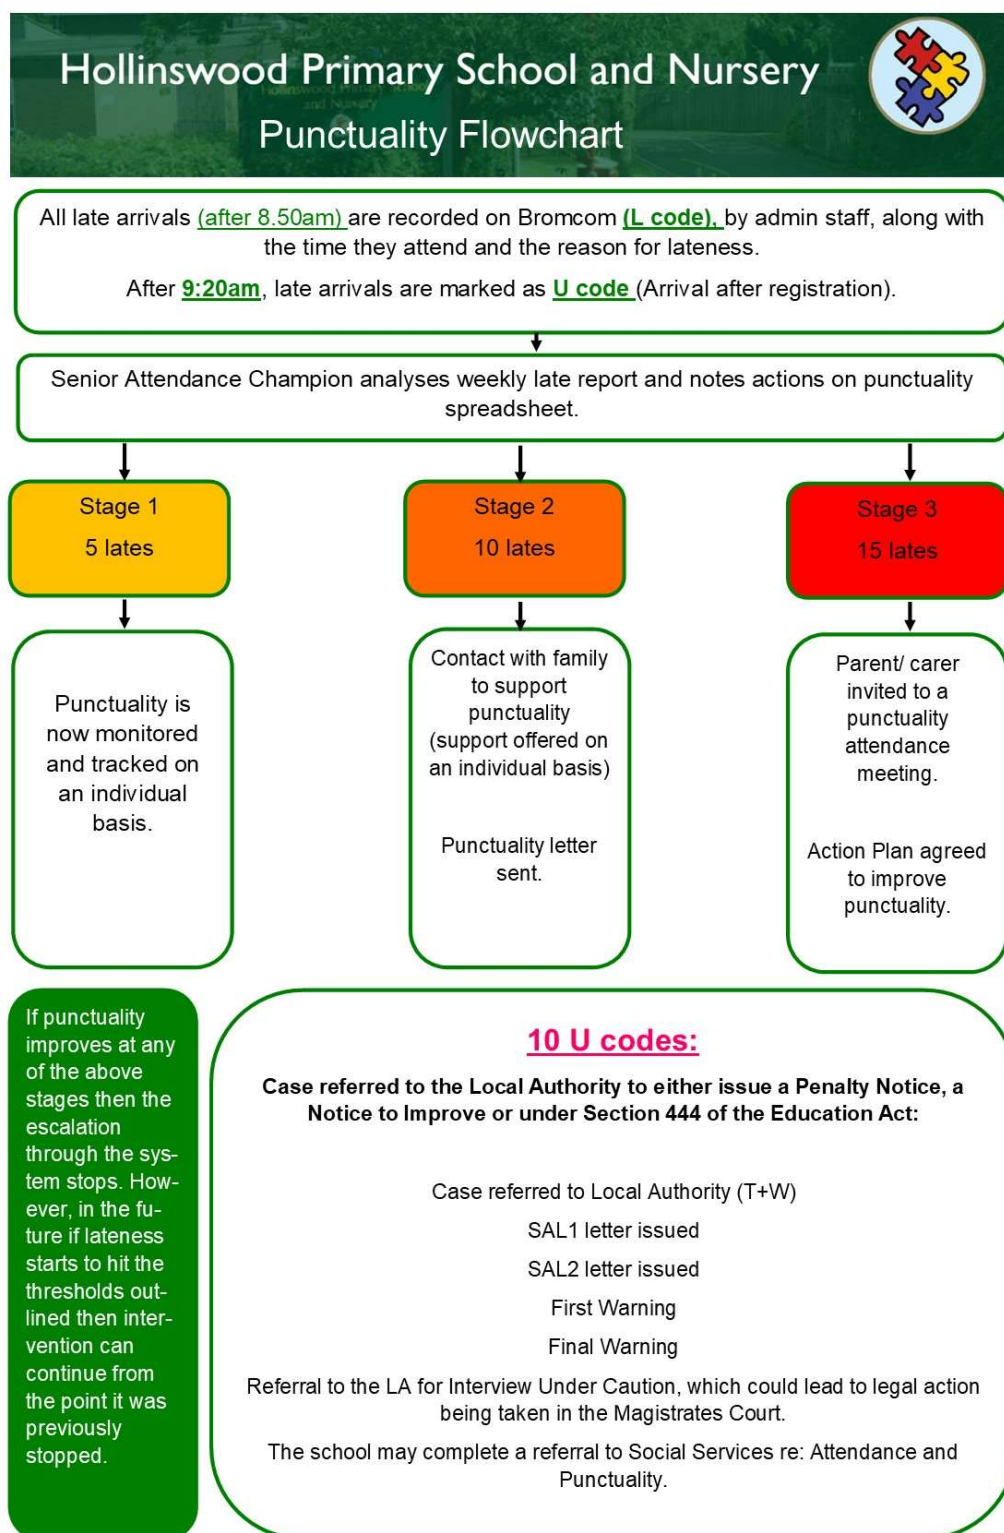 Hollinswood Primary School and Nursery
Punctuality Flowchart
All late arrivals (after 8.50am) are recorded on Bromcom (L code), by admin staff, along with
the time they attend and the reason for lateness.
After 9:20am, late arrivals are marked as U code (Arrival after registration).
Senior Attendance Champion analyses weekly late report and notes actions on punctuality
spreadsheet.
Stage 1
5 lates
Stage 2
10 lates
Stage 3
15 lates
Punctuality is
now monitored
and tracked on
an individual
basis.
Contact with family
to support
punctuality
(support offered on
an individual basis)
Punctuality letter
sent.
Parent/ carer
invited to a
punctuality
attendance
meeting.
Action Plan agreed
to improve
punctuality.
If punctuality
improves at any
of the above
stages then the
escalation
through the sys-
tem stops. How-
ever, in the fu-
ture if lateness
starts to hit the
thresholds out-
lined then inter-
vention can
continue from
the point it was
previously
stopped.
10 U codes:
Case referred to the Local Authority to either issue a Penalty Notice, a
Notice to Improve or under Section 444 of the Education Act:
Case referred to Local Authority (T+W)
SAL1 letter issued
SAL2 letter issued
First Warning
Final Warning
Referral to the LA for Interview Under Caution, which could lead to legal action
being taken in the Magistrates Court.
The school may complete a referral to Social Services re: Attendance and
Punctuality.